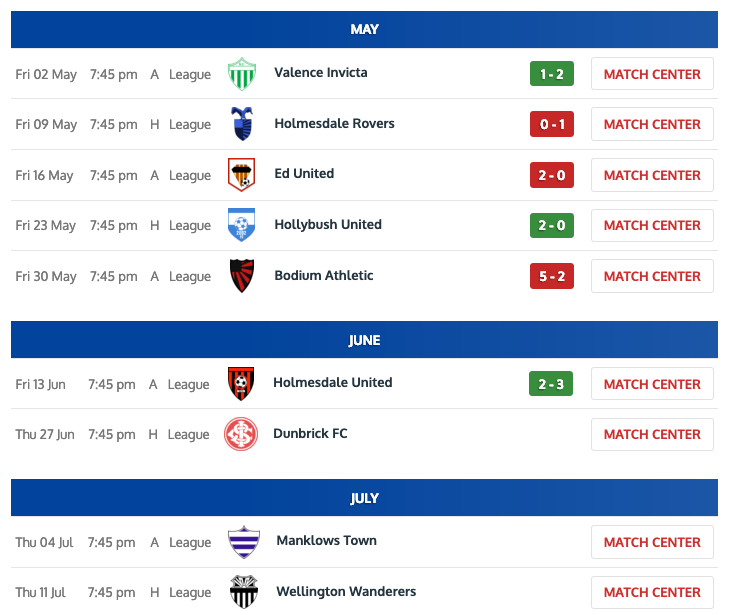 MAY
Fri 02 May 7:45 pm A League Valence Invicta 1 - 2 MATCH CENTER
Fri 09 May 7:45 pm H League Holmesdale Rovers 0 - 1 MATCH CENTER
Fri 16 May 7:45 pm A League Ed United 2 - 0 MATCH CENTER
Fri 23 May 7:45 pm H League Hollybush United 2 - 0 MATCH CENTER
Fri 30 May 7:45 pm A League Bodium Athletic 5 - 2 MATCH CENTER
JUNE
Fri 13 Jun 7:45 pm A League Holmesdale United 2 - 3 MATCH CENTER
Thu 27 Jun 7:45 pm H League Dunbrick FC MATCH CENTER
JULY
Thu 04 Jul 7:45 pm A League Manklows Town MATCH CENTER
Thu 11 Jul 7:45 pm H League Wellington Wanderers MATCH CENTER